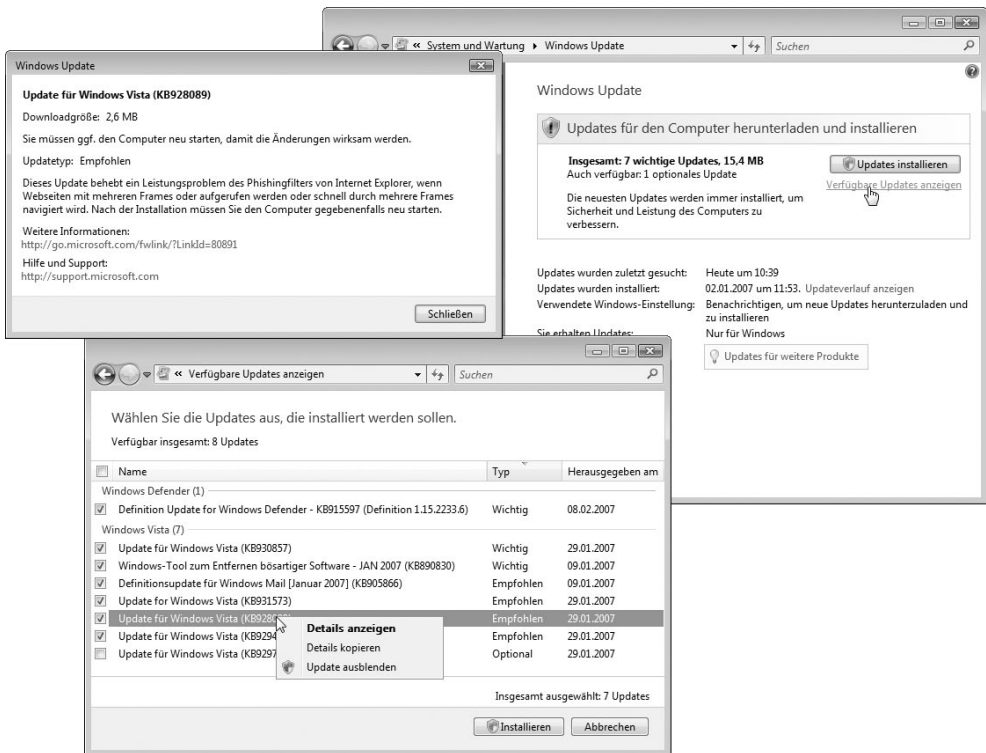 « System und Wartung Windows Update
Suchen
Windows Update
Updates für den Computer herunterladen und installieren
Insgesamt: 7 wichtige Updates, 15,4 MB
Auch verfügbar: 1 optionales Update
Die neuesten Updates werden immer installiert, um
Sicherheit und Leistung des Computers zu
verbessern.
Updates installieren
Verfügbare Updates anzeigen
Updates wurden zuletzt gesucht: Heute um 10:39
Updates wurden installiert: 02.01.2007 um 11:53. Updateverlauf anzeigen
Verwendete Windows-Einstellung: Benachrichtigen, um neue Updates herunterzuladen und
zu installieren
Sie erhalten Updates: Nur für Windows
Updates für weitere Produkte
Windows Update
Update für Windows Vista (KB928089)
Downloadgröße: 2,6 MB
Sie müssen ggf. den Computer neu starten, damit die Änderungen wirksam werden.
Updatetyp: Empfohlen
Dieses Update behebt ein Leistungsproblem des Phishingfilters von Internet Explorer, wenn
Webseiten mit mehreren Frames oder aufgerufen werden oder schnell durch mehrere Frames
navigiert wird. Nach der Installation müssen Sie den Computer gegebenenfalls neu starten.
Weitere Informationen:
http://go.microsoft.com/fwlink/?LinkId=80891
Hilfe und Support:
http://support.microsoft.com
Schließen
« Verfügbare Updates anzeigen
Suchen
Wählen Sie die Updates aus, die installiert werden sollen.
Verfügbar insgesamt: 8 Updates
Name Typ Herausgegeben am
Windows Defender (1)
Definition Update for Windows Defender - KB915597 (Definition 1.15.2233.6) Wichtig 08.02.2007
Windows Vista (7)
Update für Windows Vista (KB930857) Wichtig 29.01.2007
Windows-Tool zum Entfernen bösartiger Software - JAN 2007 (KB890830) Wichtig 09.01.2007
Definitionsupdate für Windows Mail [Januar 2007] (KB905866) Empfohlen 09.01.2007
Update for Windows Vista (KB931573) Empfohlen 29.01.2007
Update für Windows Vista Empfohlen 29.01.2007
Update für Windows Vista (KB9294 Empfohlen 29.01.2007
Update für Windows Vista (KB9297 Optional 29.01.2007
Details anzeigen
Details kopieren
Update ausblenden
Insgesamt ausgewählt: 7 Updates
Installieren
Abbrechen